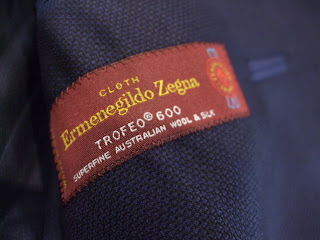 CLOTH
Ermenegildo Zegna
TROFEO® 600
SUPERFINE AUSTRALIAN WOOL & SILK